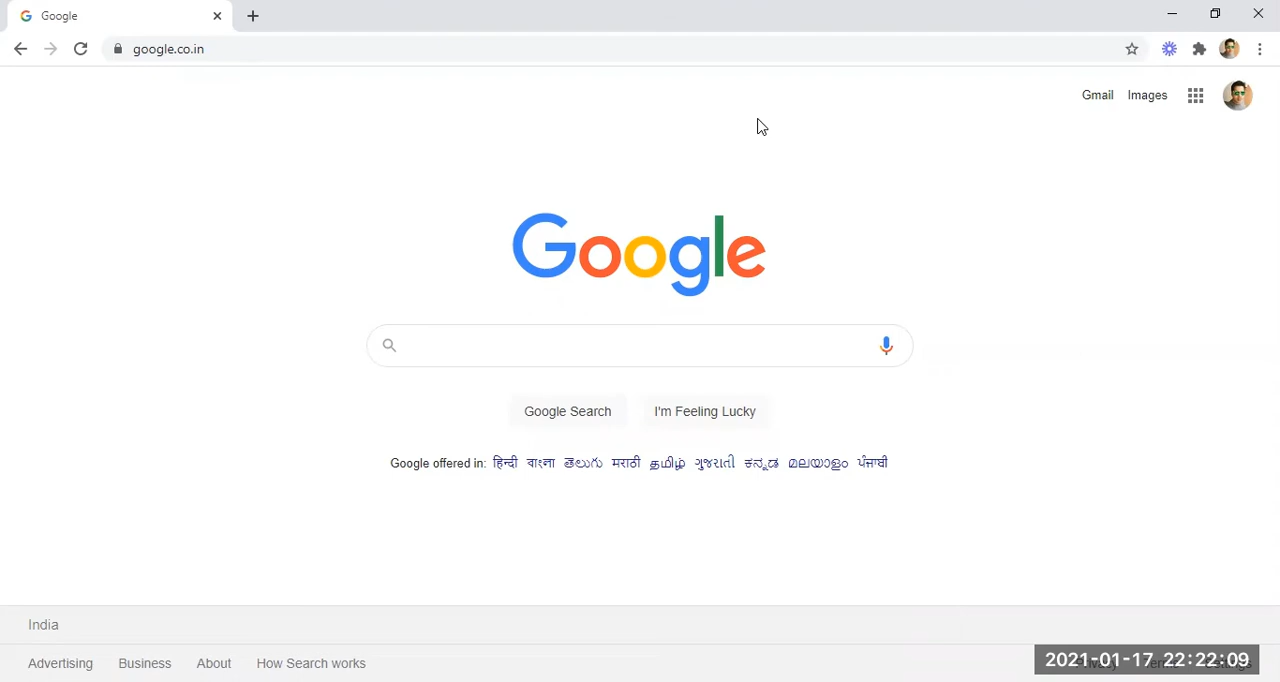 Google
google.co.in
Gmail Images
Google
Google Search I'm Feeling Lucky
Google offered in: हिन्दी বাংলা తెలుగు मराठी தமிழ் ગુજરાતી ಕನ್ನಡ മലയാളം ਪੰਜਾਬੀ
India
Advertising Business About How Search works
2021-01-17 22:22:09